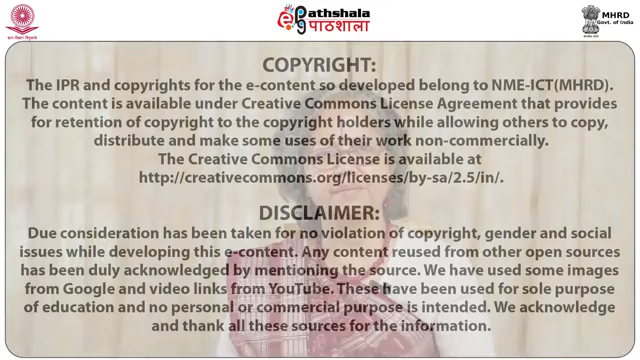 ePathshala
पाठशाला
MHRD
Govt. of India
COPYRIGHT:
The IPR and copyrights for the e-content so developed belong to NME-ICT(MHRD).
The content is available under Creative Commons License Agreement that provides
for retention of copyright to the copyright holders while allowing others to copy,
distribute and make some uses of their work non-commercially.
The Creative Commons License is available at
http://creativecommons.org/licenses/by-sa/2.5/in/.
DISCLAIMER:
Due consideration has been taken for no violation of copyright, gender and social
issues while developing this e-content. Any content reused from other open sources
has been duly acknowledged by mentioning the source. We have used some images
from Google and video links from YouTube. These have been used for sole purpose
of education and no personal or commercial purpose is intended. We acknowledge
and thank all these sources for the information.